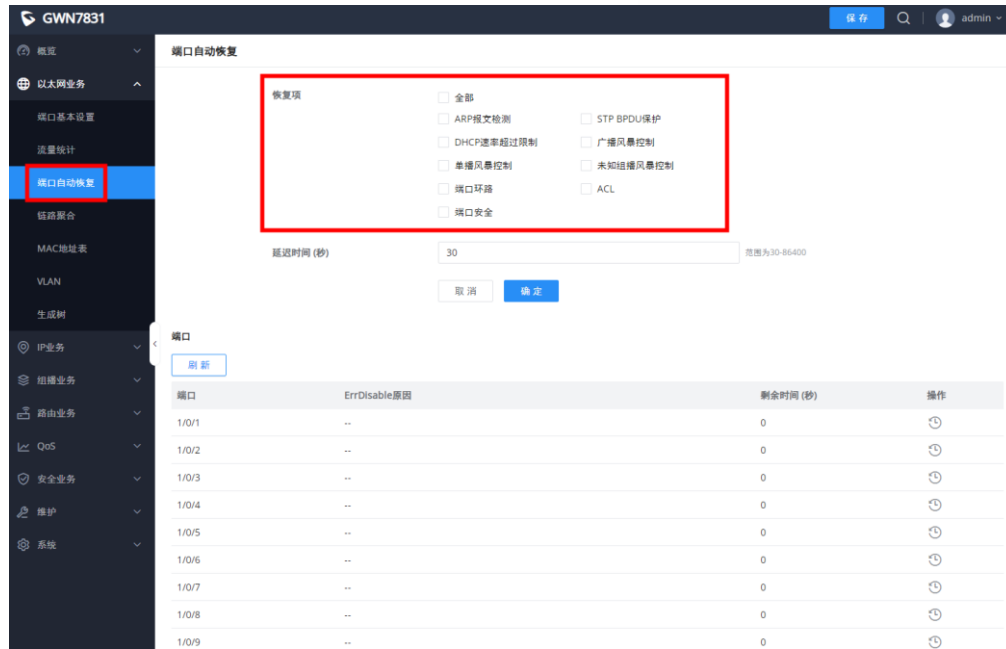 GWN7831
保存
admin
概览
以太网业务
端口基本设置
流量统计
端口自动恢复
链路聚合
MAC地址表
VLAN
生成树
IP业务
组播业务
路由业务
QoS
安全业务
维护
系统
端口自动恢复
恢复项
全部
ARP报文检测 STP BPDU保护
DHCP速率超过限制 广播风暴控制
单播风暴控制 未知组播风暴控制
端口环路 ACL
端口安全
延迟时间 (秒) 30 范围为30-86400
取消 确定
端口
刷新
端口 ErrDisable原因 剩余时间 (秒) 操作
1/0/1 -- 0
1/0/2 -- 0
1/0/3 -- 0
1/0/4 -- 0
1/0/5 -- 0
1/0/6 -- 0
1/0/7 -- 0
1/0/8 -- 0
1/0/9 -- 0